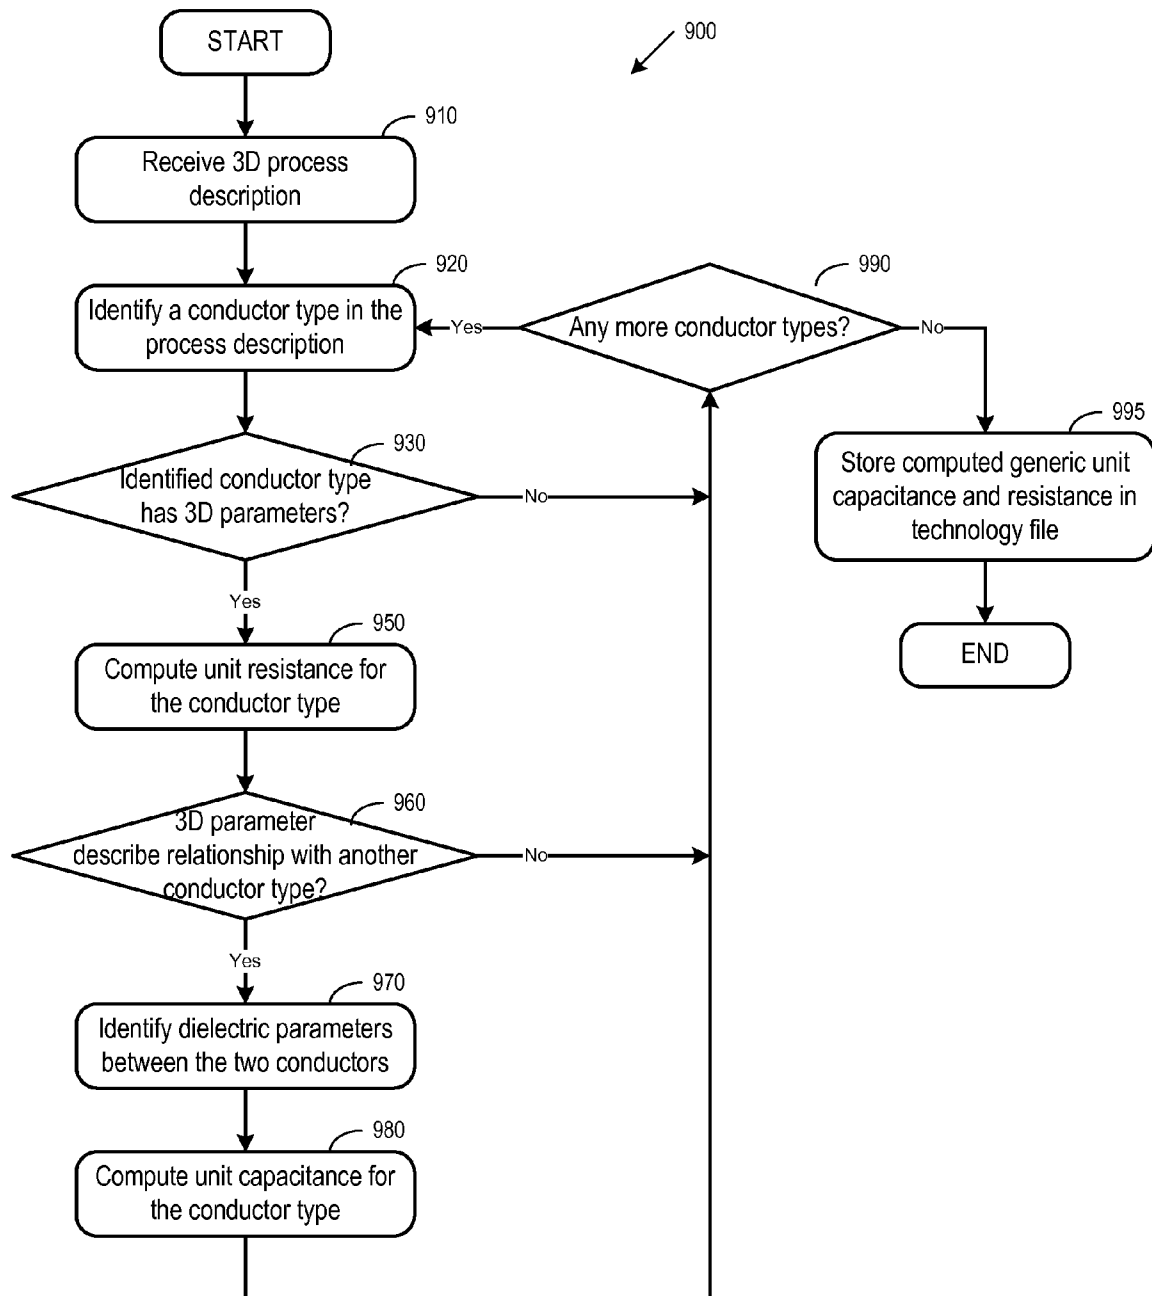 START
900
910
Receive 3D process
description
920
Identify a conductor type in the
process description
Yes
990
Any more conductor types?
No
930
Identified conductor type
has 3D parameters?
No
Yes
995
Store computed generic unit
capacitance and resistance in
technology file
END
950
Compute unit resistance for
the conductor type
960
3D parameter
describe relationship with another
conductor type?
No
Yes
970
Identify dielectric parameters
between the two conductors
980
Compute unit capacitance for
the conductor type